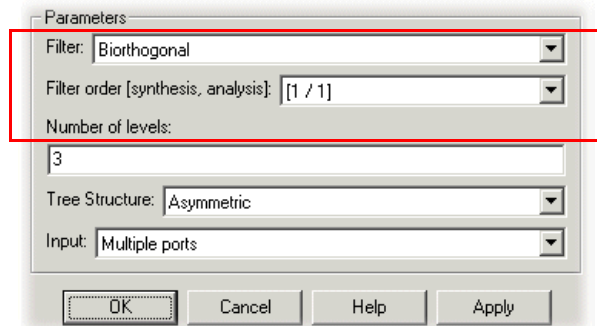 Parameters
Filter: Biorthogonal
Filter order [synthesis, analysis]: [1 / 1]
Number of levels:
3
Tree Structure: Asymmetric
Input: Multiple ports
OK Cancel Help Apply